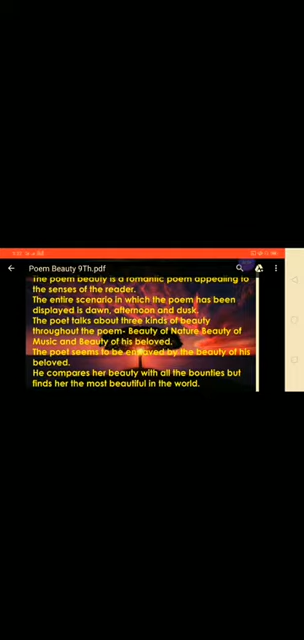 Poem Beauty 9Th.pdf
The poem beauty is a romantic poem appealing to
the senses of the reader.
The entire scenario in which the poem has been
displayed is dawn, afternoon and dusk.
The poet talks about three kinds of beauty
throughout the poem- Beauty of Nature Beauty of
Music and Beauty of his beloved.
The poet seems to be enslaved by the beauty of his
beloved.
He compares her beauty with all the bounties but
finds her the most beautiful in the world.